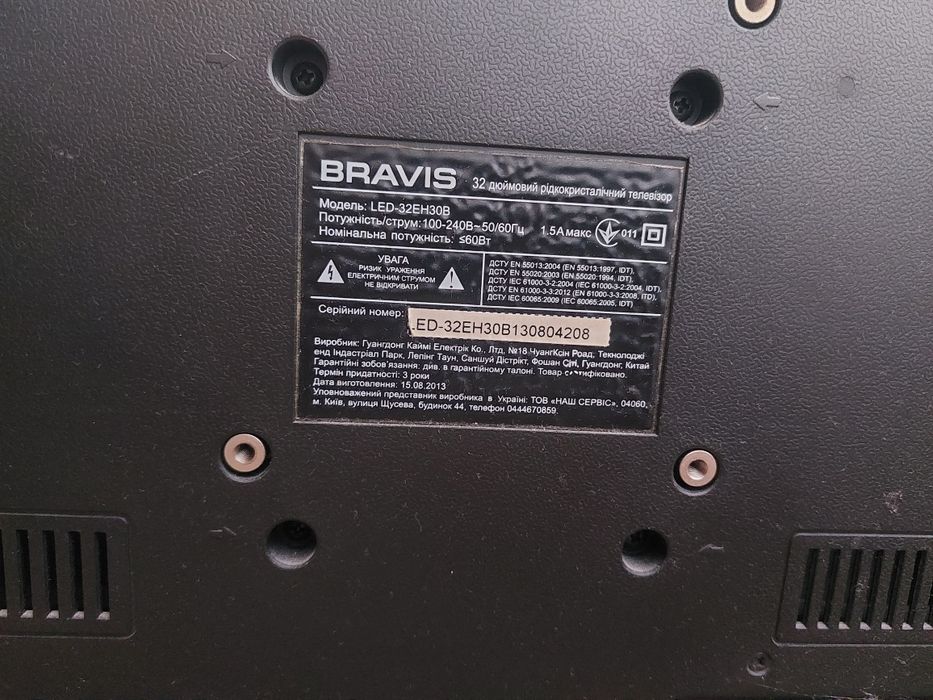 BRAVIS 32 дюймовий рідкокристалічний телевізор
Модель: LED-32EH30B
Потужність/струм:100-240В~50/60Гц 1.5А макс 011
Номінальна потужність: ≤60Вт
УВАГА
РИЗИК УРАЖЕННЯ
ЕЛЕКТРИЧНИМ СТРУМОМ
НЕ ВІДКРИВАТИ
ДСТУ EN 55013:2004 (EN 55013:1997, IDT),
ДСТУ EN 55020:2003 (EN 55020:1994, IDT),
ДСТУ IEC 61000-3-2:2004 (IEC 61000-3-2:2004, IDT),
ДСТУ EN 61000-3-3:2012 (EN 61000-3-3:2008, ITD),
ДСТУ IEC 60065:2009 (IEC 60065:2005, IDT)
Серійний номер: LED-32EH30B130804208
Виробник: Гуангдонг Каймі Електрік Ко., Лтд, №18 ЧуангКсін Роад, Текнолоджі
енд Індастріал Парк, Лепінг Таун, Саншуй Дістрікт, Фошан Сіті, Гуангдонг, Китай
Гарантійні зобов'язання: див. в гарантійному талоні. Товар сертифіковано.
Термін придатності: 3 роки
Дата виготовлення: 15.08.2013
Уповноважений представник виробника в Україні: ТОВ «НАШ СЕРВІС», 04060,
м. Київ, вулиця Щусева, будинок 44, телефон 0444670859.